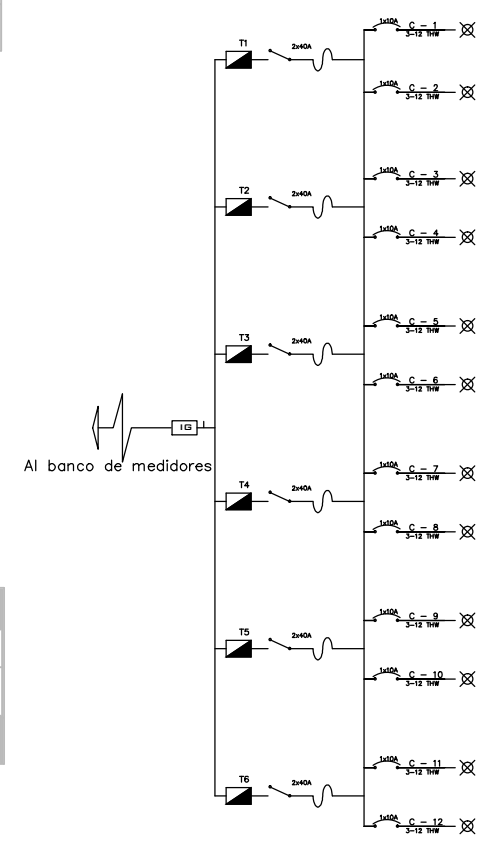 1x10A
C - 1
3-12 THW
T1
2x40A
1x10A
C - 2
3-12 THW
1x10A
C - 3
3-12 THW
T2
2x40A
1x10A
C - 4
3-12 THW
1x10A
C - 5
3-12 THW
T3
2x40A
1x10A
C - 6
3-12 THW
IG
Al banco de medidores
1x10A
C - 7
3-12 THW
T4
2x40A
1x10A
C - 8
3-12 THW
1x10A
C - 9
3-12 THW
T5
2x40A
1x10A
C - 10
3-12 THW
1x10A
C - 11
3-12 THW
T6
2x40A
1x10A
C - 12
3-12 THW